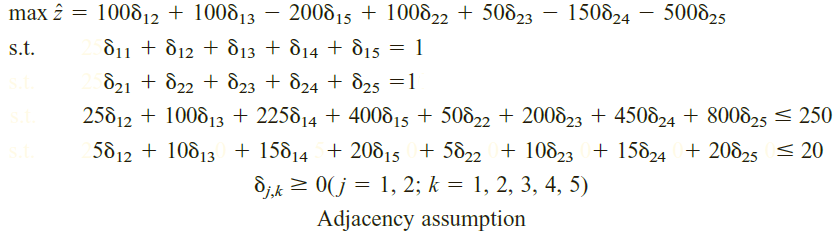 max ẑ = 100δ₁₂ + 100δ₁₃ − 200δ₁₅ + 100δ₂₂ + 50δ₂₃ − 150δ₂₄ − 500δ₂₅
s.t. δ₁₁ + δ₁₂ + δ₁₃ + δ₁₄ + δ₁₅ = 1
δ₂₁ + δ₂₂ + δ₂₃ + δ₂₄ + δ₂₅ =1
25δ₁₂ + 100δ₁₃ + 225δ₁₄ + 400δ₁₅ + 50δ₂₂ + 200δ₂₃ + 450δ₂₄ + 800δ₂₅ ≤ 250
5δ₁₂ + 10δ₁₃ + 15δ₁₄ + 20δ₁₅ + 5δ₂₂ + 10δ₂₃ + 15δ₂₄ + 20δ₂₅ ≤ 20
δⱼ,ₖ ≥ 0(j = 1, 2; k = 1, 2, 3, 4, 5)
Adjacency assumption